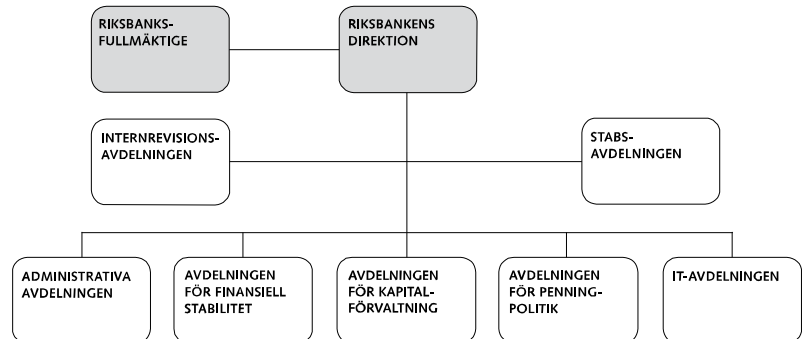 RIKSBANKS-
FULLMÄKTIGE
RIKSBANKENS
DIREKTION
INTERNREVISIONS-
AVDELNINGEN
STABS-
AVDELNINGEN
ADMINISTRATIVA
AVDELNINGEN
AVDELNINGEN
FÖR FINANSIELL
STABILITET
AVDELNINGEN
FÖR KAPITAL-
FÖRVALTNING
AVDELNINGEN
FÖR PENNING-
POLITIK
IT-AVDELNINGEN